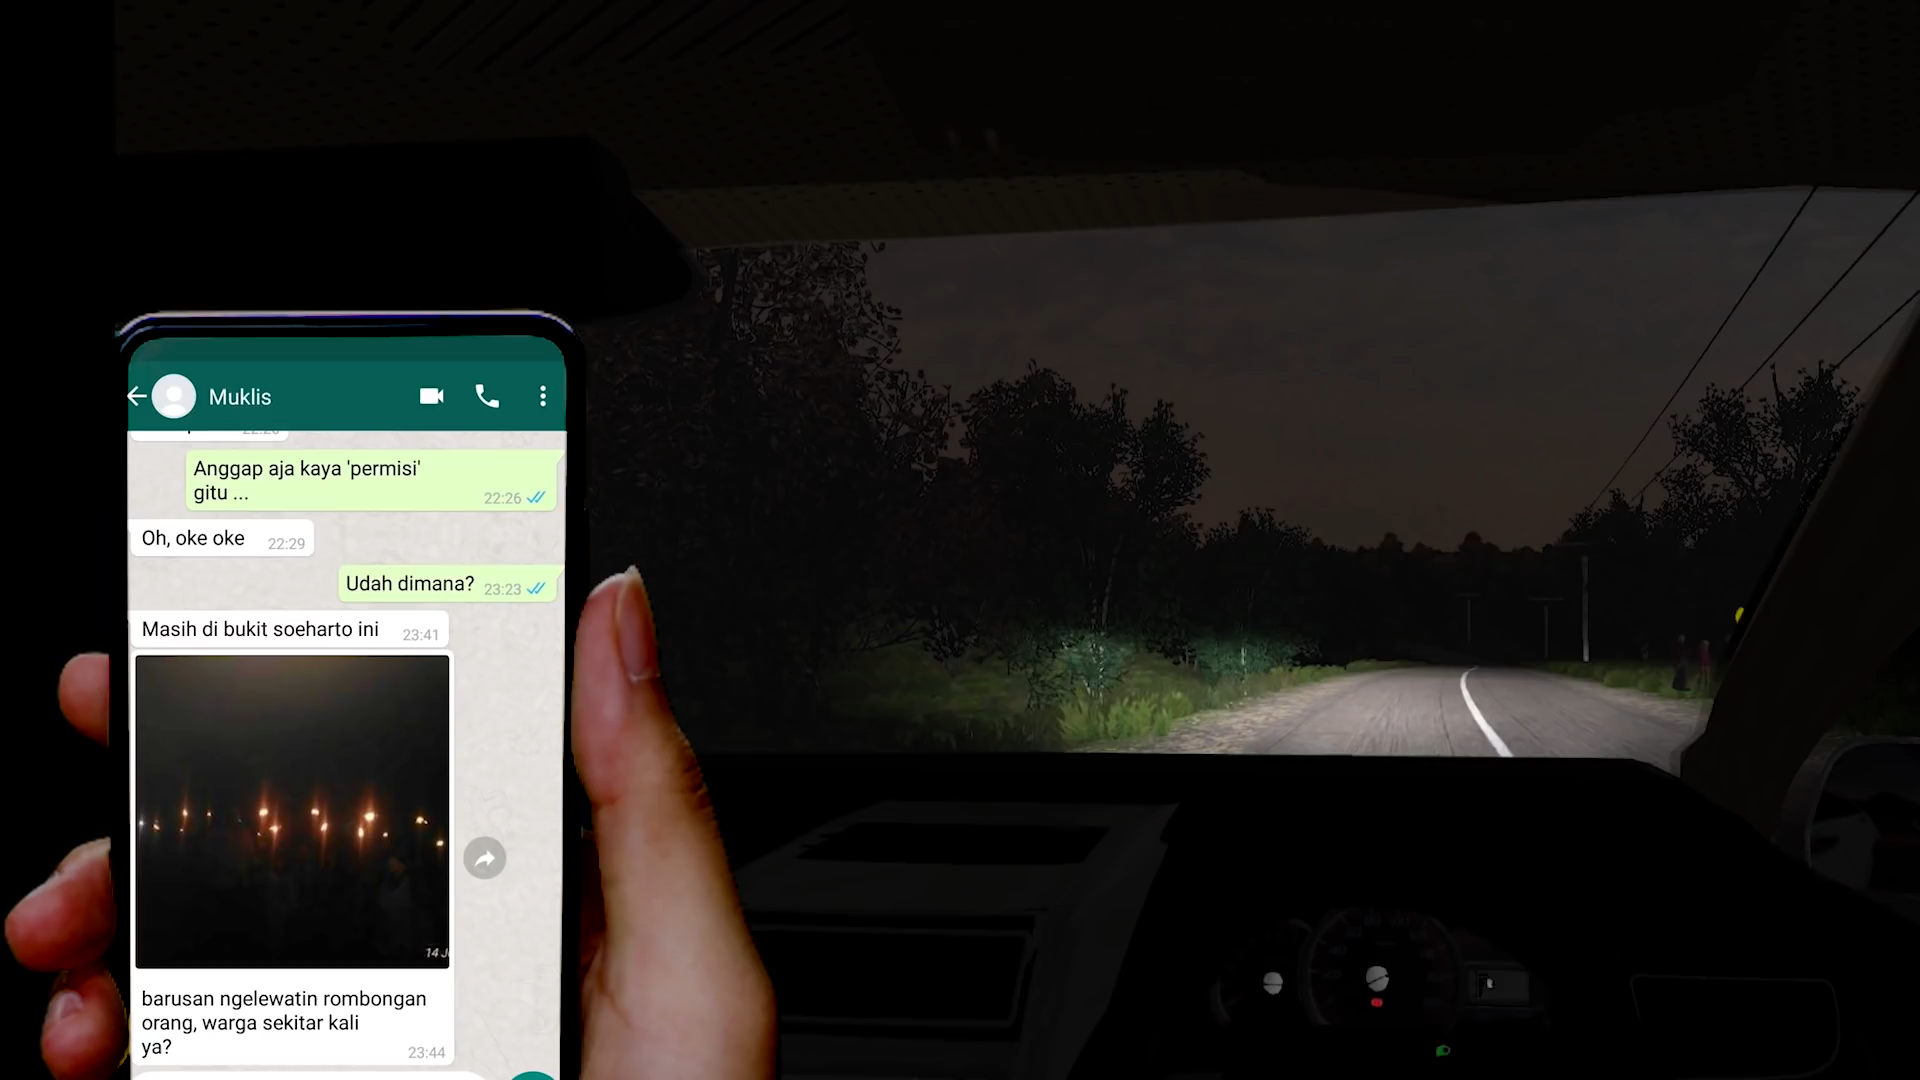 Muklis
Anggap aja kaya 'permisi'
gitu ...
22:26
Oh, oke oke 22:29
Udah dimana? 23:23
Masih di bukit soeharto ini 23:41
barusan ngelewatin rombongan
orang, warga sekitar kali
ya?
23:44